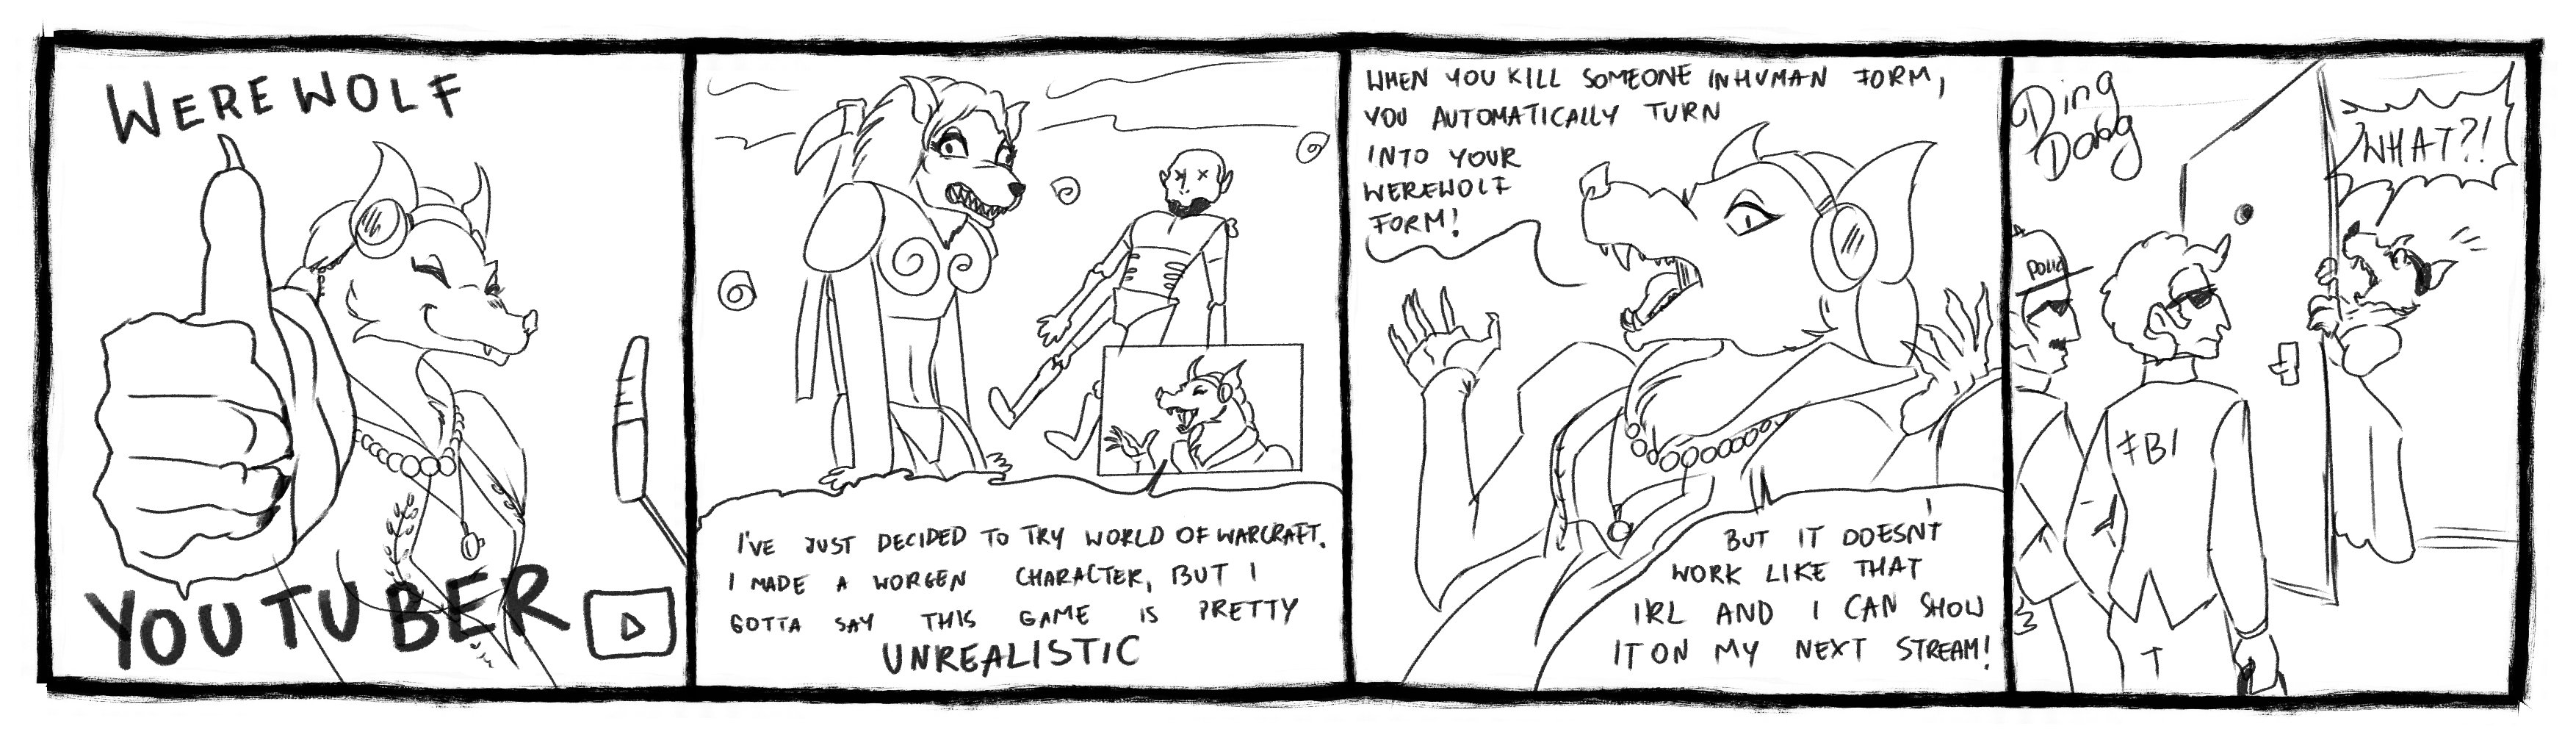 WEREWOLF
YOUTUBER
I'VE JUST DECIDED TO TRY WORLD OF WARCRAFT.
I MADE A WORGEN CHARACTER, BUT I
GOTTA SAY THIS GAME IS PRETTY
UNREALISTIC
WHEN YOU KILL SOMEONE IN HUMAN FORM,
YOU AUTOMATICALLY TURN
INTO YOUR
WEREWOLF
FORM!
BUT IT DOESN'T
WORK LIKE THAT
IRL AND I CAN SHOW
IT ON MY NEXT STREAM!
Ding
Dong
WHAT?!
POLIC
FBI